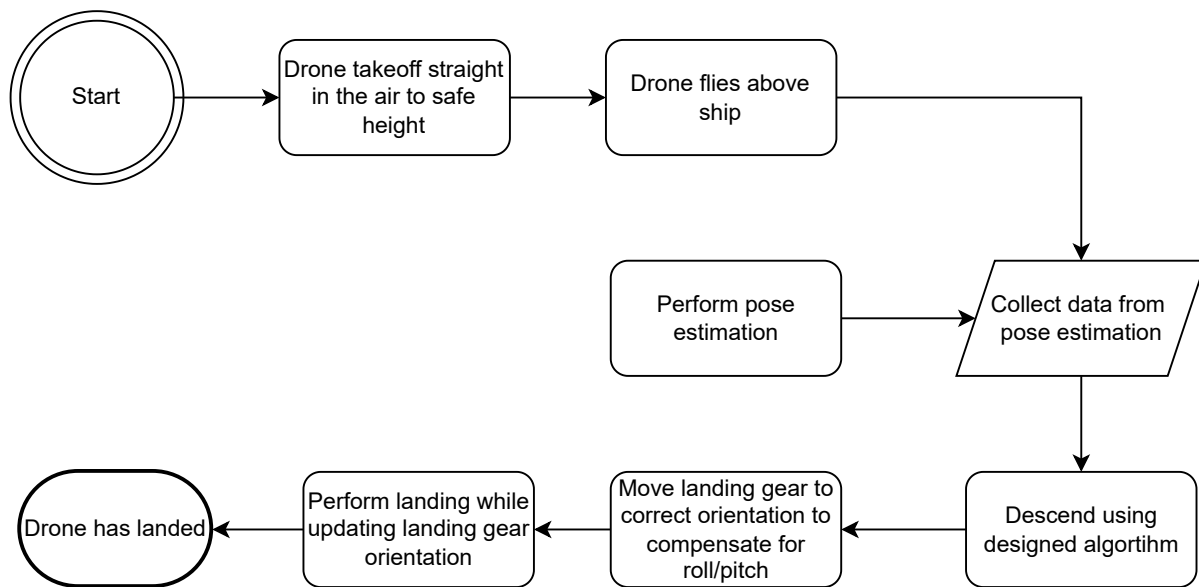 Start
Drone takeoff straight
in the air to safe
height
Drone flies above
ship
Perform pose
estimation
Collect data from
pose estimation
Descend using
designed algortihm
Move landing gear to
correct orientation to
compensate for
roll/pitch
Perform landing while
updating landing gear
orientation
Drone has landed